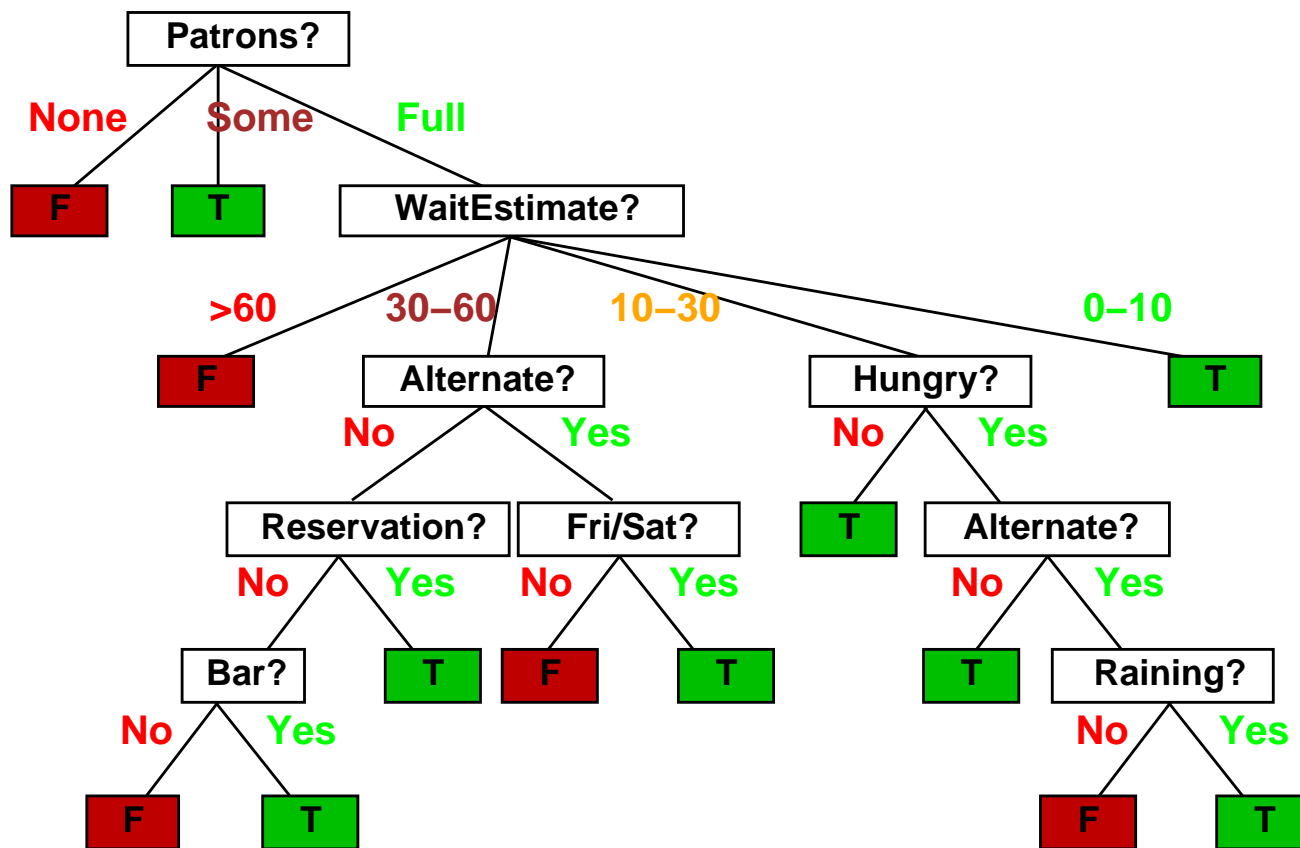 Patrons?
None Some Full
F T WaitEstimate?
>60 30–60 10–30 0–10
F Alternate? Hungry? T
No Yes No Yes
Reservation? Fri/Sat? T Alternate?
No Yes No Yes No Yes
Bar? T F T T Raining?
No Yes No Yes
F T F T